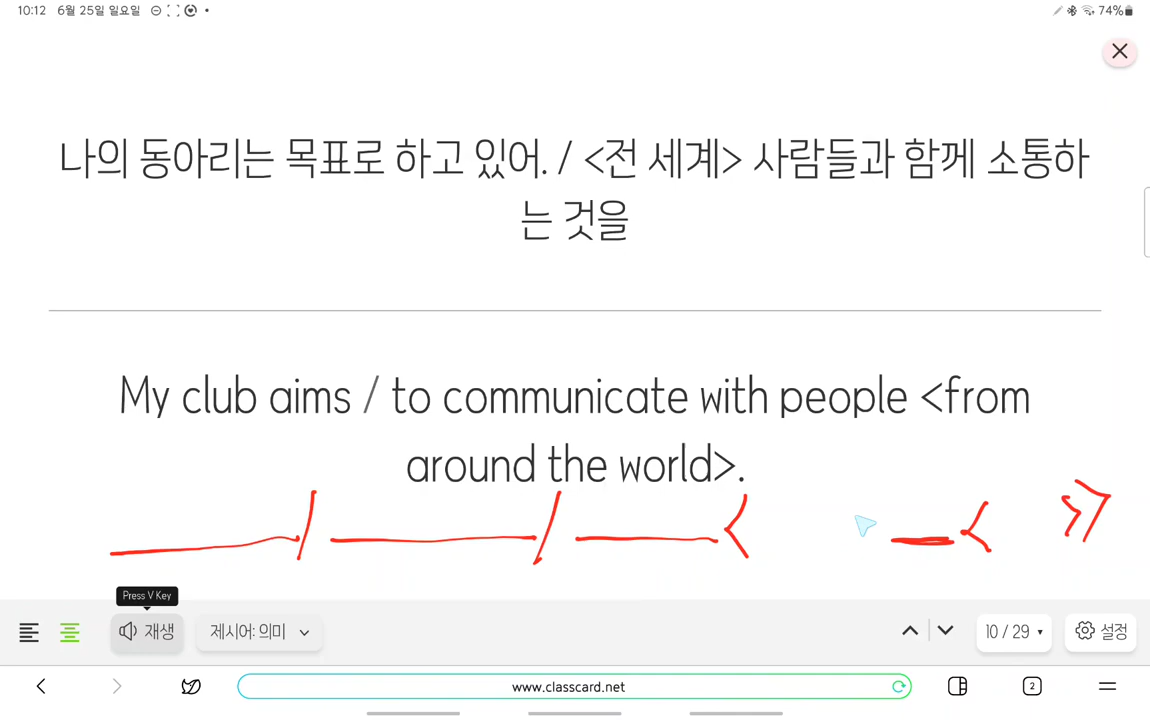 10:12 6월 25일 일요일
74%
나의 동아리는 목표로 하고 있어. / <전 세계> 사람들과 함께 소통하
는 것을
My club aims / to communicate with people <from
around the world>.
Press V Key
재생 제시어: 의미 10 / 29 설정
www.classcard.net 2